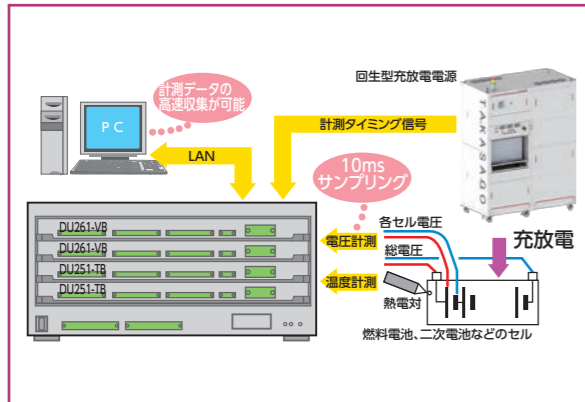 計測データの
高速収集が可能
PC
LAN
計測タイミング信号
回生型充放電電源
TAKASAGO
10ms
サンプリング
DU261-VB
DU261-VB
DU251-TB
DU251-TB
電圧計測
温度計測
各セル電圧
総電圧
熱電対
充放電
燃料電池、二次電池などのセル